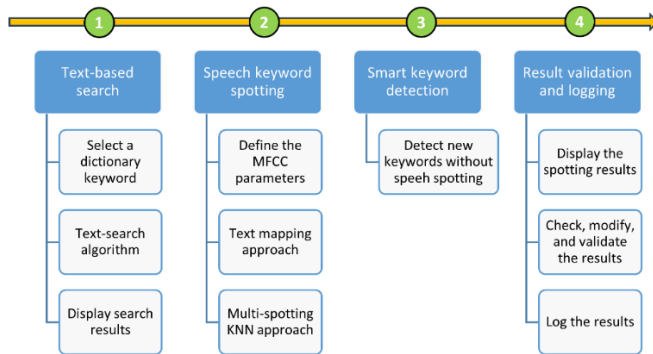 1
2
3
4
Text-based
search
Select a
dictionary
keyword
Text-search
algorithm
Display search
results
Speech keyword
spotting
Define the
MFCC
parameters
Text mapping
approach
Multi-spotting
KNN approach
Smart keyword
detection
Detect new
keywords without
speeh spotting
Result validation
and logging
Display the
spotting results
Check, modify,
and validate
the results
Log the results